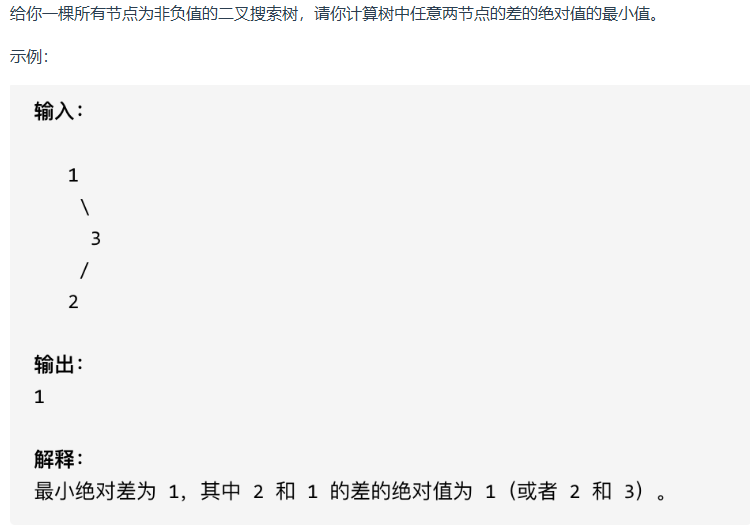 给你一棵所有节点为非负值的二叉搜索树，请你计算树中任意两节点的差的绝对值的最小值。
示例：
输入：
1
\
3
/
2
输出：
1
解释：
最小绝对差为 1，其中 2 和 1 的差的绝对值为 1（或者 2 和 3）。